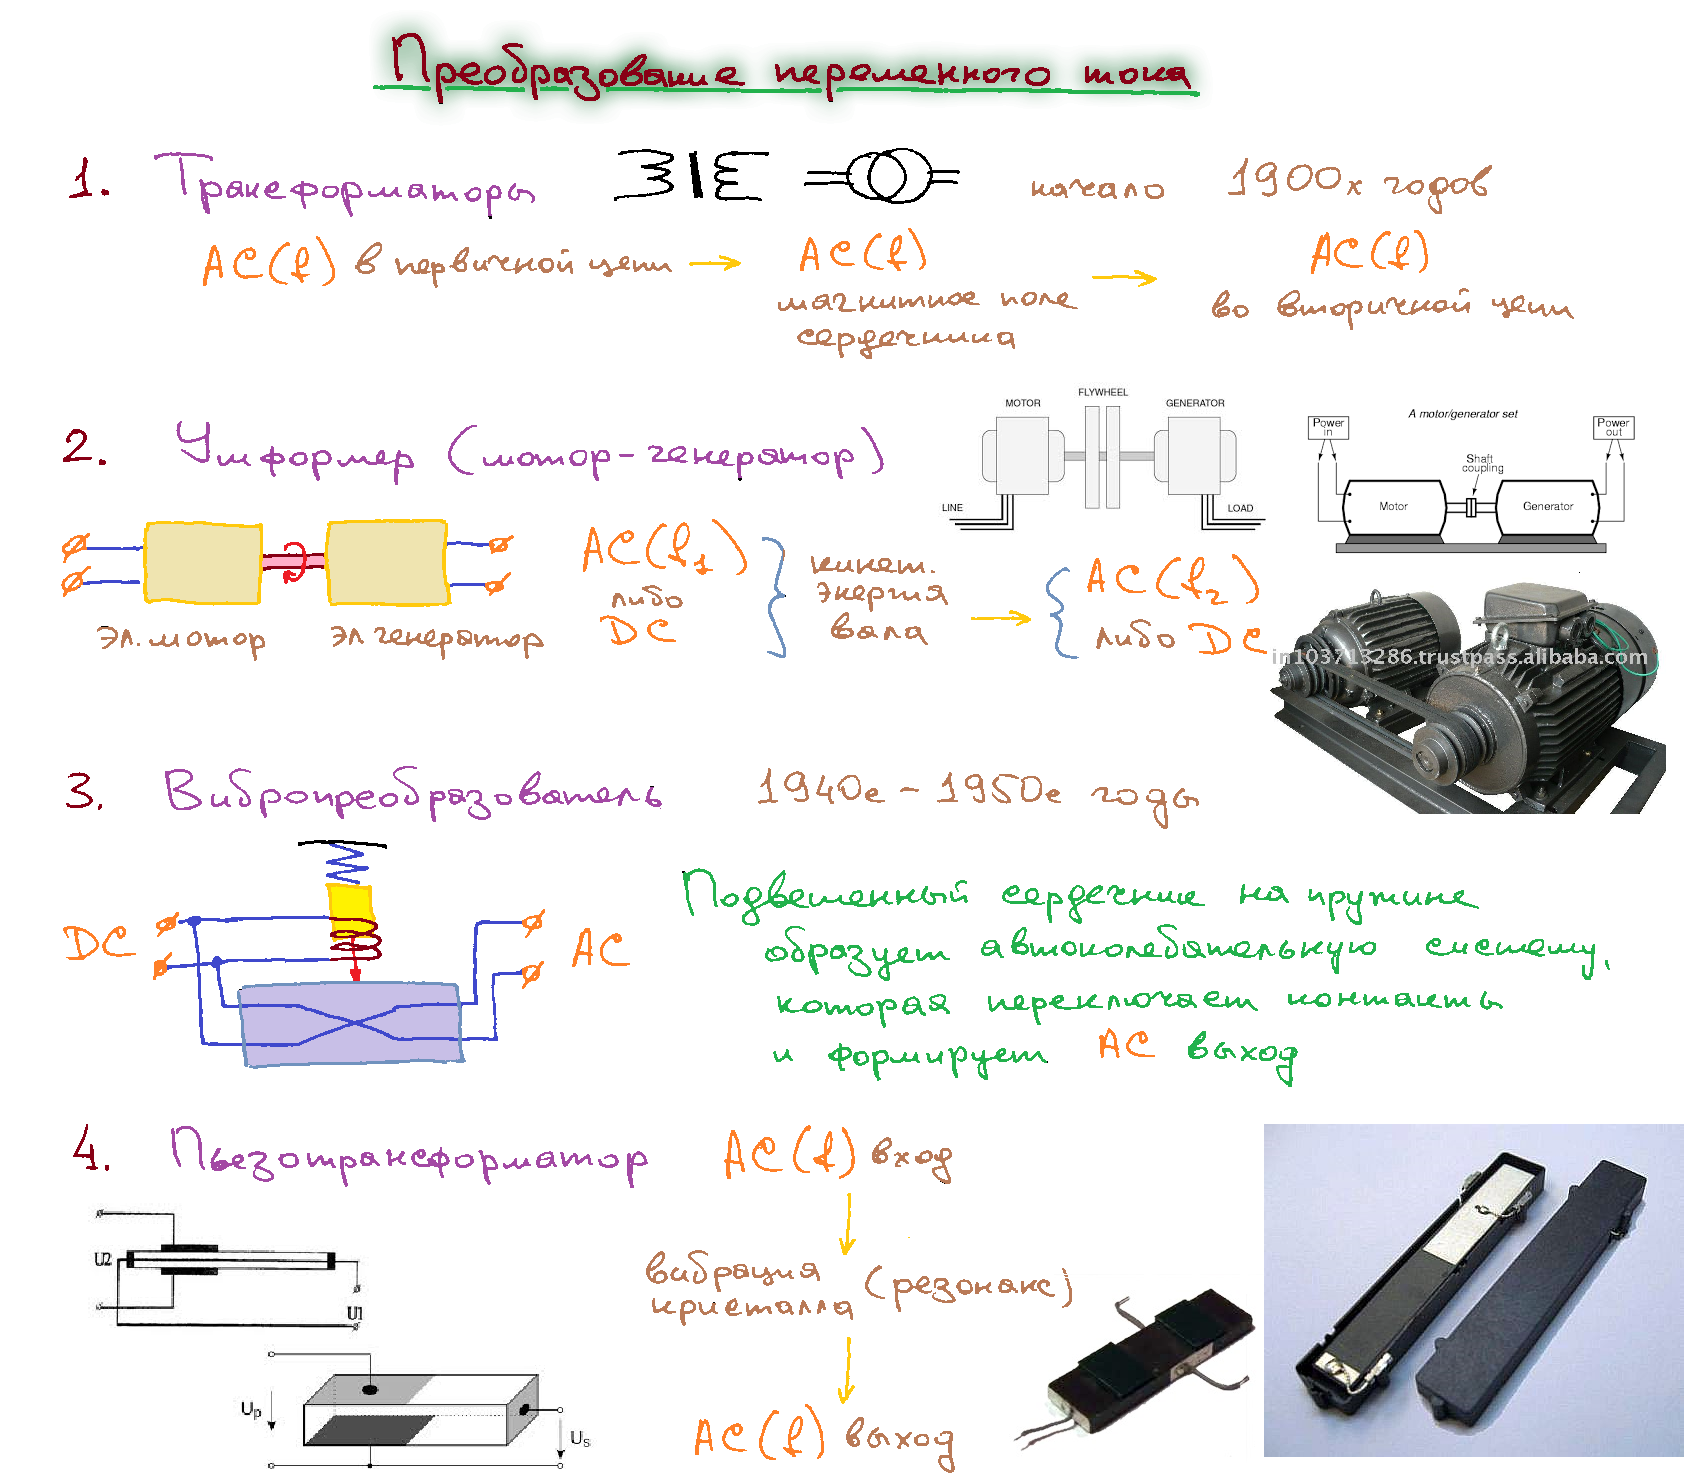 Преобразование переменного тока
1. Трансформаторы начало 1900х годов
AC(f) в первичной цепи → AC(f) → AC(f)
магнитное поле во вторичной цепи
сердечника
2. Умформер (мотор-генератор)
MOTOR FLYWHEEL GENERATOR
LINE LOAD
A motor/generator set
Power in Power out
Shaft coupling
Motor Generator
AC(f1) либо DC } кинет. энергия вала → { AC(f2) либо DC
эл. мотор эл генератор
in103713286.trustpass.alibaba.com
3. Вибропреобразователь 1940е - 1950е годы
DC AC
Подвешенный сердечник на пружине
образует автоколебательную систему,
которая переключает контакты
и формирует AC выход
4. Пьезотрансформатор AC(f) вход
U2
U1
вибрация кристалла (резонанс)
Up
Us
AC(f) выход